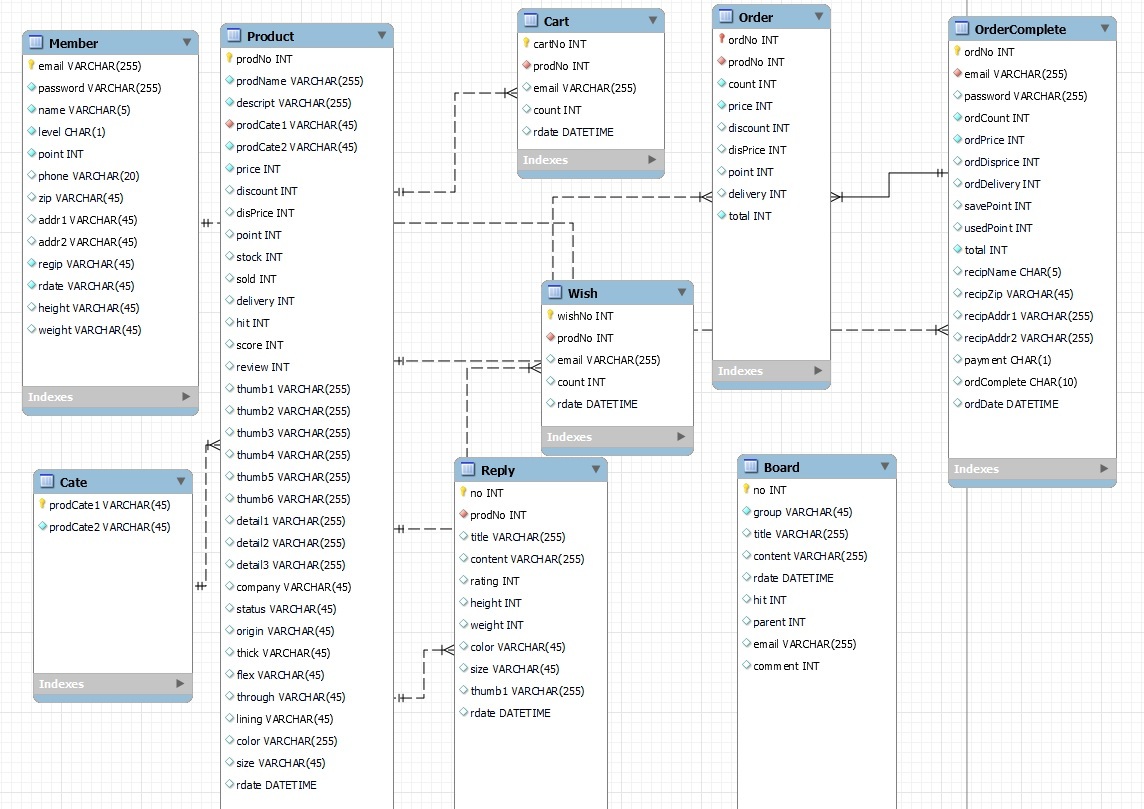 Member
email VARCHAR(255)
password VARCHAR(255)
name VARCHAR(5)
level CHAR(1)
point INT
phone VARCHAR(20)
zip VARCHAR(45)
addr1 VARCHAR(45)
addr2 VARCHAR(45)
regip VARCHAR(45)
rdate VARCHAR(45)
height VARCHAR(45)
weight VARCHAR(45)
Indexes
Cate
prodCate1 VARCHAR(45)
prodCate2 VARCHAR(45)
Indexes
Product
prodNo INT
prodName VARCHAR(255)
descript VARCHAR(255)
prodCate1 VARCHAR(45)
prodCate2 VARCHAR(45)
price INT
discount INT
disPrice INT
point INT
stock INT
sold INT
delivery INT
hit INT
score INT
review INT
thumb1 VARCHAR(255)
thumb2 VARCHAR(255)
thumb3 VARCHAR(255)
thumb4 VARCHAR(255)
thumb5 VARCHAR(255)
thumb6 VARCHAR(255)
detail1 VARCHAR(255)
detail2 VARCHAR(255)
detail3 VARCHAR(255)
company VARCHAR(45)
status VARCHAR(45)
origin VARCHAR(45)
thick VARCHAR(45)
flex VARCHAR(45)
through VARCHAR(45)
lining VARCHAR(45)
color VARCHAR(255)
size VARCHAR(45)
rdate DATETIME
Cart
cartNo INT
prodNo INT
email VARCHAR(255)
count INT
rdate DATETIME
Indexes
Wish
wishNo INT
prodNo INT
email VARCHAR(255)
count INT
rdate DATETIME
Indexes
Reply
no INT
prodNo INT
title VARCHAR(255)
content VARCHAR(255)
rating INT
height INT
weight INT
color VARCHAR(45)
size VARCHAR(45)
thumb1 VARCHAR(255)
rdate DATETIME
Order
ordNo INT
prodNo INT
count INT
price INT
discount INT
disPrice INT
point INT
delivery INT
total INT
Indexes
Board
no INT
group VARCHAR(45)
title VARCHAR(255)
content VARCHAR(255)
rdate DATETIME
hit INT
parent INT
email VARCHAR(255)
comment INT
OrderComplete
ordNo INT
email VARCHAR(255)
password VARCHAR(255)
ordCount INT
ordPrice INT
ordDisprice INT
ordDelivery INT
savePoint INT
usedPoint INT
total INT
recipName CHAR(5)
recipZip VARCHAR(45)
recipAddr1 VARCHAR(255)
recipAddr2 VARCHAR(255)
payment CHAR(1)
ordComplete CHAR(10)
ordDate DATETIME
Indexes